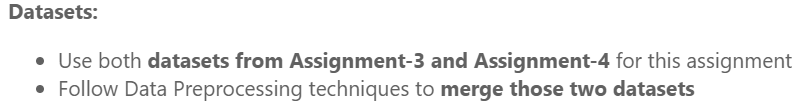 Datasets:
• Use both datasets from Assignment-3 and Assignment-4 for this assignment
• Follow Data Preprocessing techniques to merge those two datasets